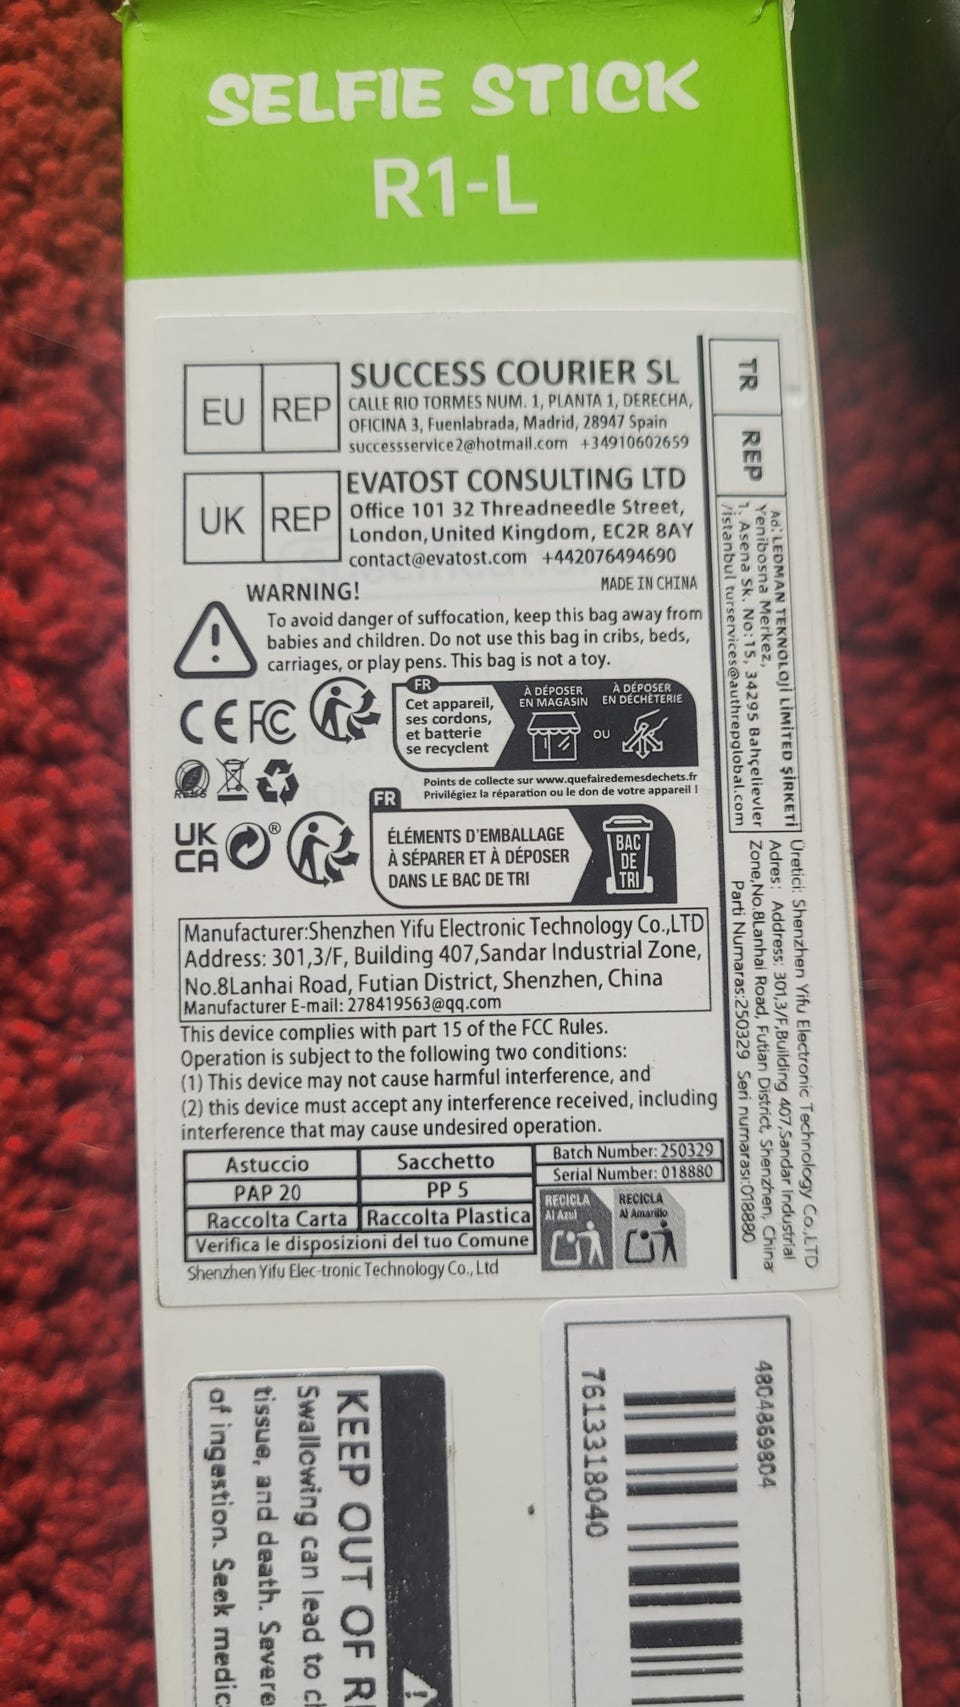 SELFIE STICK
R1-L
EU REP
SUCCESS COURIER SL
CALLE RIO TORMES NUM. 1, PLANTA 1, DERECHA,
OFICINA 3, Fuenlabrada, Madrid, 28947 Spain
successservice2@hotmail.com +34910602659
UK REP
EVATOST CONSULTING LTD
Office 101 32 Threadneedle Street,
London, United Kingdom, EC2R 8AY
contact@evatost.com +442076494690
WARNING!
MADE IN CHINA
To avoid danger of suffocation, keep this bag away from
babies and children. Do not use this bag in cribs, beds,
carriages, or play pens. This bag is not a toy.
CE FC
FR
Cet appareil,
ses cordons,
et batterie
se recyclent
À DÉPOSER
EN MAGASIN
OU
À DÉPOSER
EN DÉCHÈTERIE
Points de collecte sur www.quefairedemesdechets.fr
Privilégiez la réparation ou le don de votre appareil !
RoHS
UK
CA
®
FR
ÉLÉMENTS D'EMBALLAGE
À SÉPARER ET À DÉPOSER
DANS LE BAC DE TRI
BAC
DE
TRI
Manufacturer:Shenzhen Yifu Electronic Technology Co.,LTD
Address: 301,3/F, Building 407,Sandar Industrial Zone,
No.8Lanhai Road, Futian District, Shenzhen, China
Manufacturer E-mail: 278419563@qq.com
This device complies with part 15 of the FCC Rules.
Operation is subject to the following two conditions:
(1) This device may not cause harmful interference, and
(2) this device must accept any interference received, including
interference that may cause undesired operation.
Astuccio Sacchetto
PAP 20 PP 5
Raccolta Carta Raccolta Plastica
Verifica le disposizioni del tuo Comune
Shenzhen Yifu Elec-tronic Technology Co., Ltd
Batch Number: 250329
Serial Number: 018880
RECICLA
Al Azul
RECICLA
Al Amarillo
TR REP
Ad: LEDMAN TEKNOLOJİ LİMİTED ŞİRKETİ
Yenibosna Merkez,
1. Asena Sk. No:15, 34295 Bahçelievler
/istanbul turservices@authrepglobal.com
Üretici: Shenzhen Yifu Electronic Technology Co.,LTD
Adres: Address: 301,3/F,Building 407,Sandar Industrial
Zone,No.8Lanhai Road, Futian District, Shenzhen, China
Parti Numaras:250329 Seri numarası:018880
KEEP OUT OF
Swallowing can lead to
tissue, and death. Severe
of ingestion. Seek
4804869804
7613318040